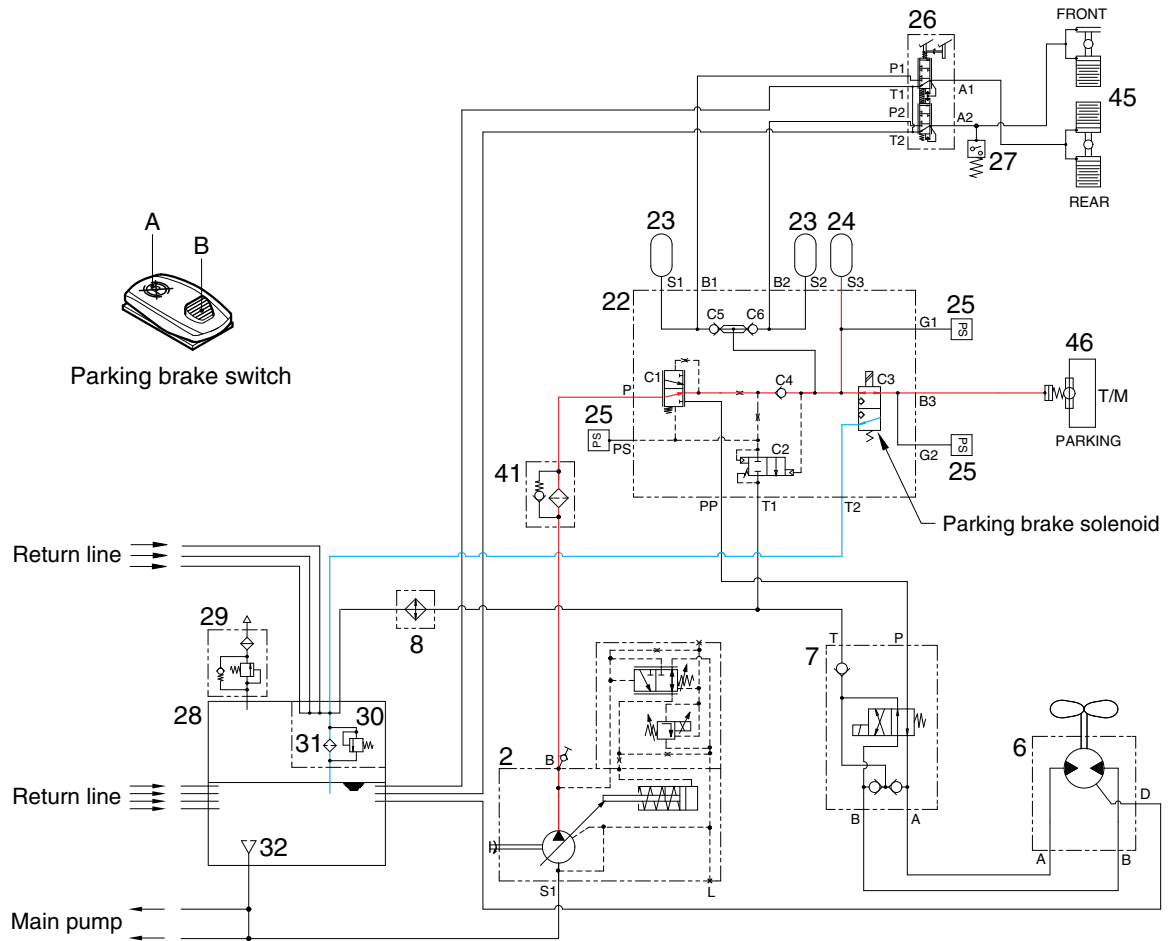 26
FRONT
P1
T1
A1
45
P2
A2
T2
27
REAR
A
B
Parking brake switch
23
23
24
S1
B1
B2
S2
S3
22
C5
C6
25
G1
PS
46
C1
P
C4
C3
B3
T/M
PARKING
25
PS
PS
C2
G2
PS
25
41
PP
T1
T2
Parking brake solenoid
Return line
29
8
T
P
7
28
30
31
2
B
6
Return line
D
B
A
32
A
B
S1
L
Main pump